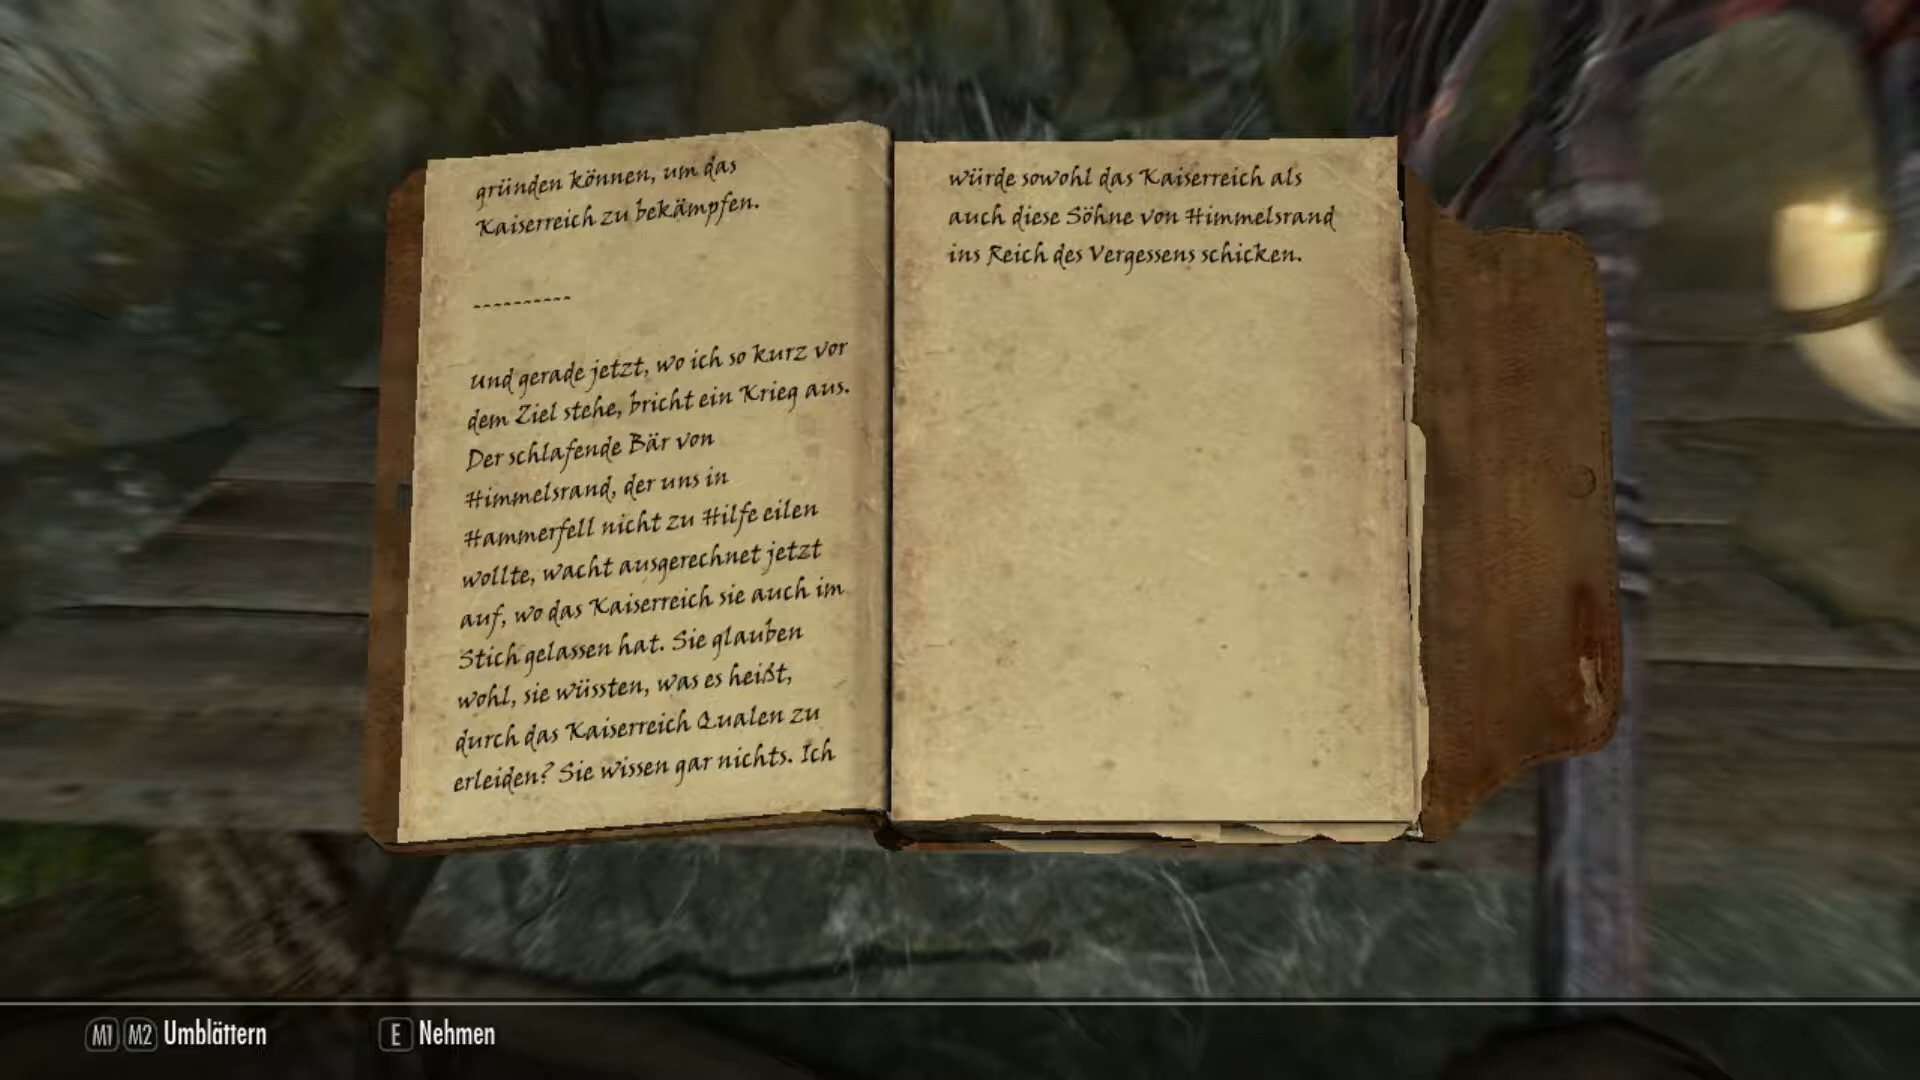 gründen können, um das
Kaiserreich zu bekämpfen.
----------
Und gerade jetzt, wo ich so kurz vor
dem Ziel stehe, bricht ein Krieg aus.
Der schlafende Bär von
Himmelsrand, der uns in
Hammerfell nicht zu Hilfe eilen
wollte, wacht ausgerechnet jetzt
auf, wo das Kaiserreich sie auch im
Stich gelassen hat. Sie glauben
wohl, sie wüssten, was es heißt,
durch das Kaiserreich Qualen zu
erleiden? Sie wissen gar nichts. Ich
würde sowohl das Kaiserreich als
auch diese Söhne von Himmelsrand
ins Reich des Vergessens schicken.
M1 M2 Umblättern E Nehmen